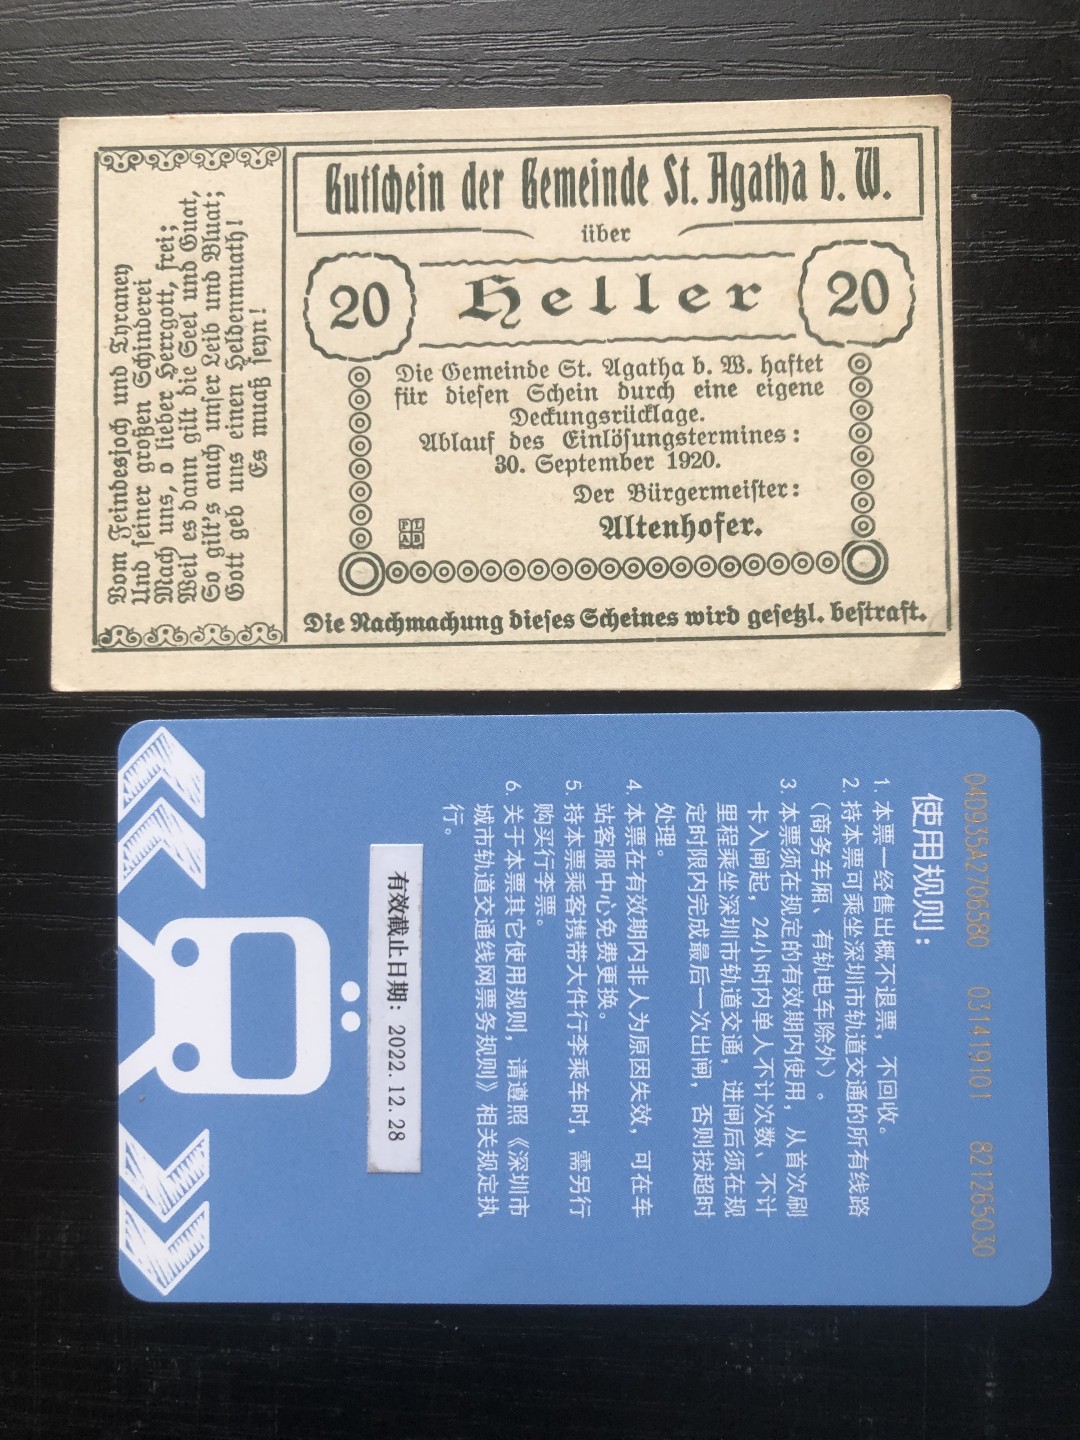 Gutschein der Gemeinde St. Agatha b. W.
über
20 Heller 20
Die Gemeinde St. Agatha b. W. haftet
für diesen Schein durch eine eigene
Deckungsrücklage.
Ablauf des Einlösungstermines:
30. September 1920.
Der Bürgermeister:
Altenhofer.
PL
AB
Die Nachmachung dieses Scheines wird gesetzl. bestraft.
Vom Feindesjoch und Tyraney
Und seiner großen Schinderei
Mach uns, o lieber Herrgott, frei;
Weil es dann gilt die Seel und Guat,
So gilt's auch unser Leib und Bluat;
Gott geb uns einen Heldenmuath!
Es muaß seyn!
04D935A2706580 031419101 821265030
使用规则：
1. 本票一经售出概不退票，不回收。
2. 持本票可乘坐深圳市轨道交通的所有线路
（商务车厢、有轨电车除外）。
3. 本票须在规定的有效期内使用，从首次刷
卡入闸起，24小时内单人不计次数、不计
里程乘坐深圳市轨道交通，进闸后须在规
定时限内完成最后一次出闸，否则按超时
处理。
4. 本票在有效期内非人为原因失效，可在车
站客服中心免费更换。
5. 持本票乘客携带大件行李乘车时，需另行
购买行李票。
6. 关于本票其它使用规则，请遵照《深圳市
城市轨道交通线网票务规则》相关规定执
行。
有效截止日期：2022.12.28